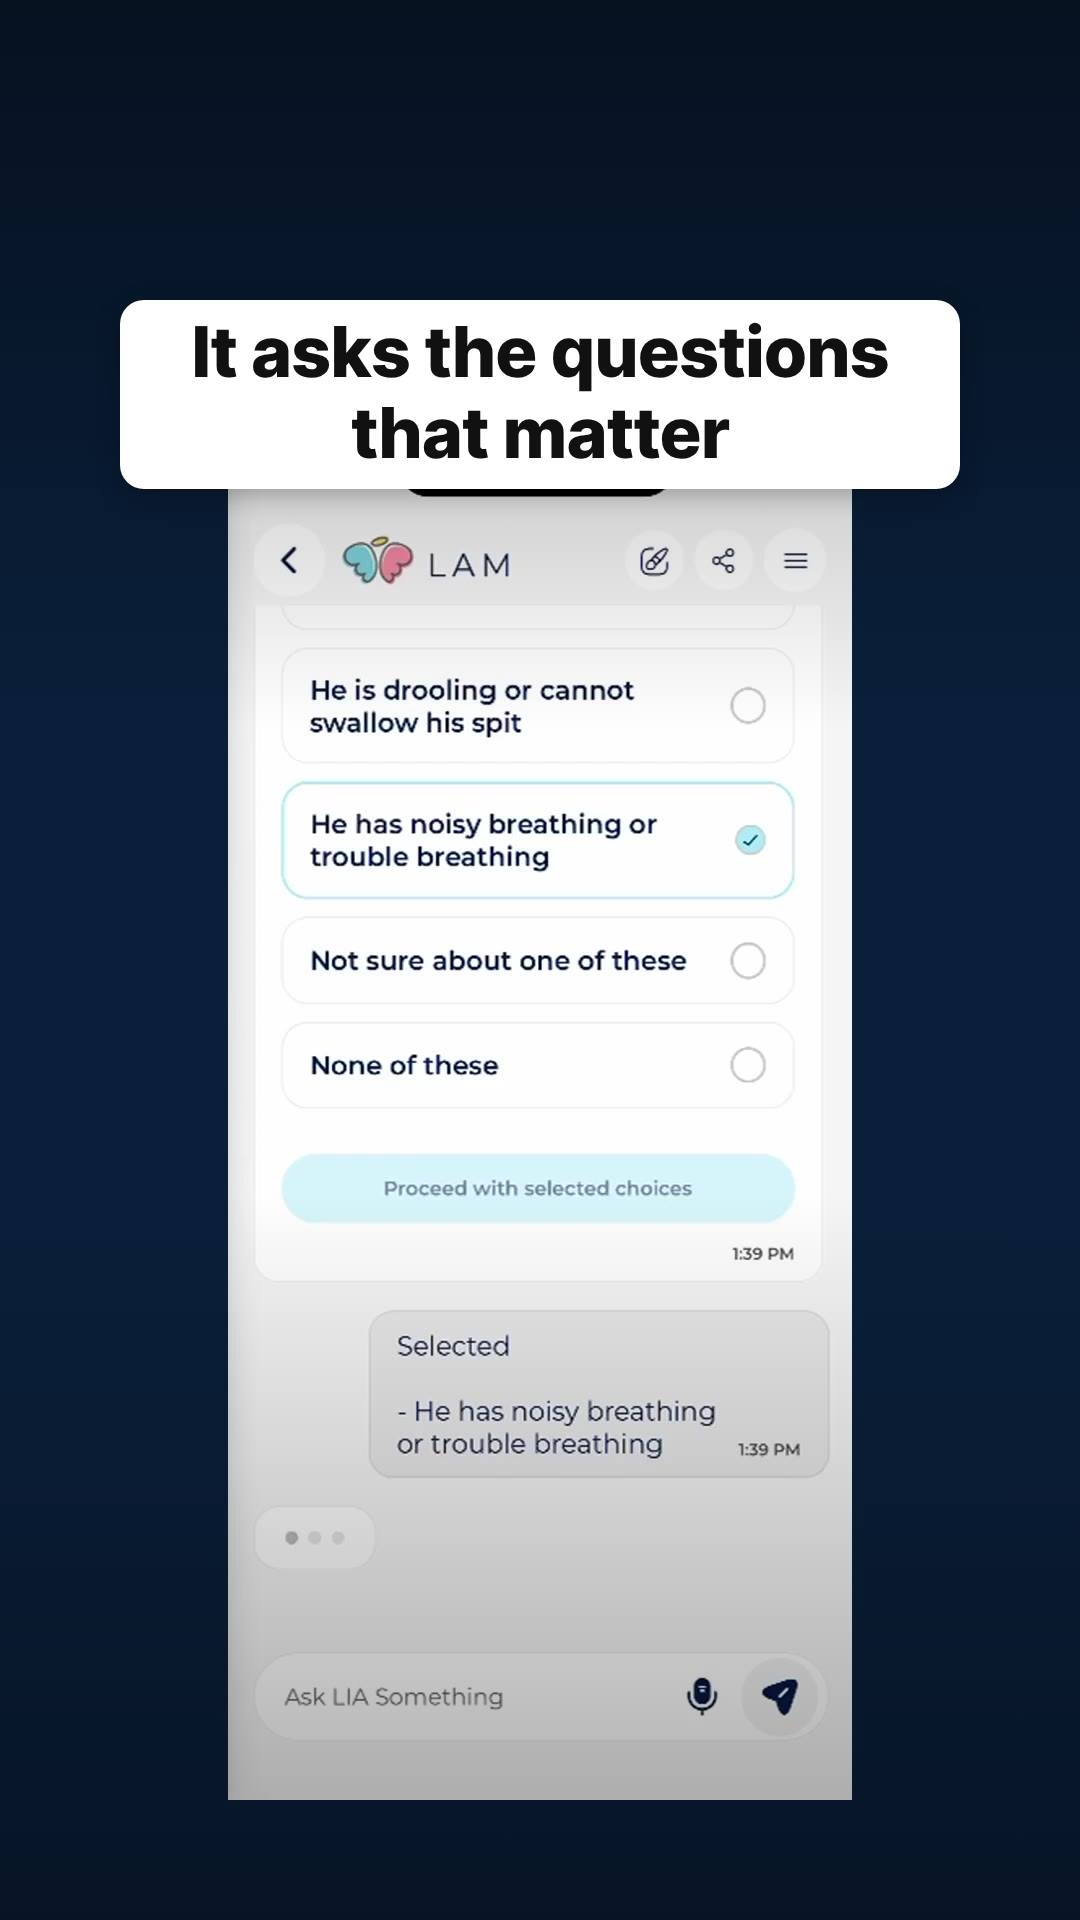 It asks the questions
that matter
LAM
He is drooling or cannot
swallow his spit
He has noisy breathing or
trouble breathing
Not sure about one of these
None of these
Proceed with selected choices
1:39 PM
Selected
- He has noisy breathing
or trouble breathing
1:39 PM
Ask LIA Something